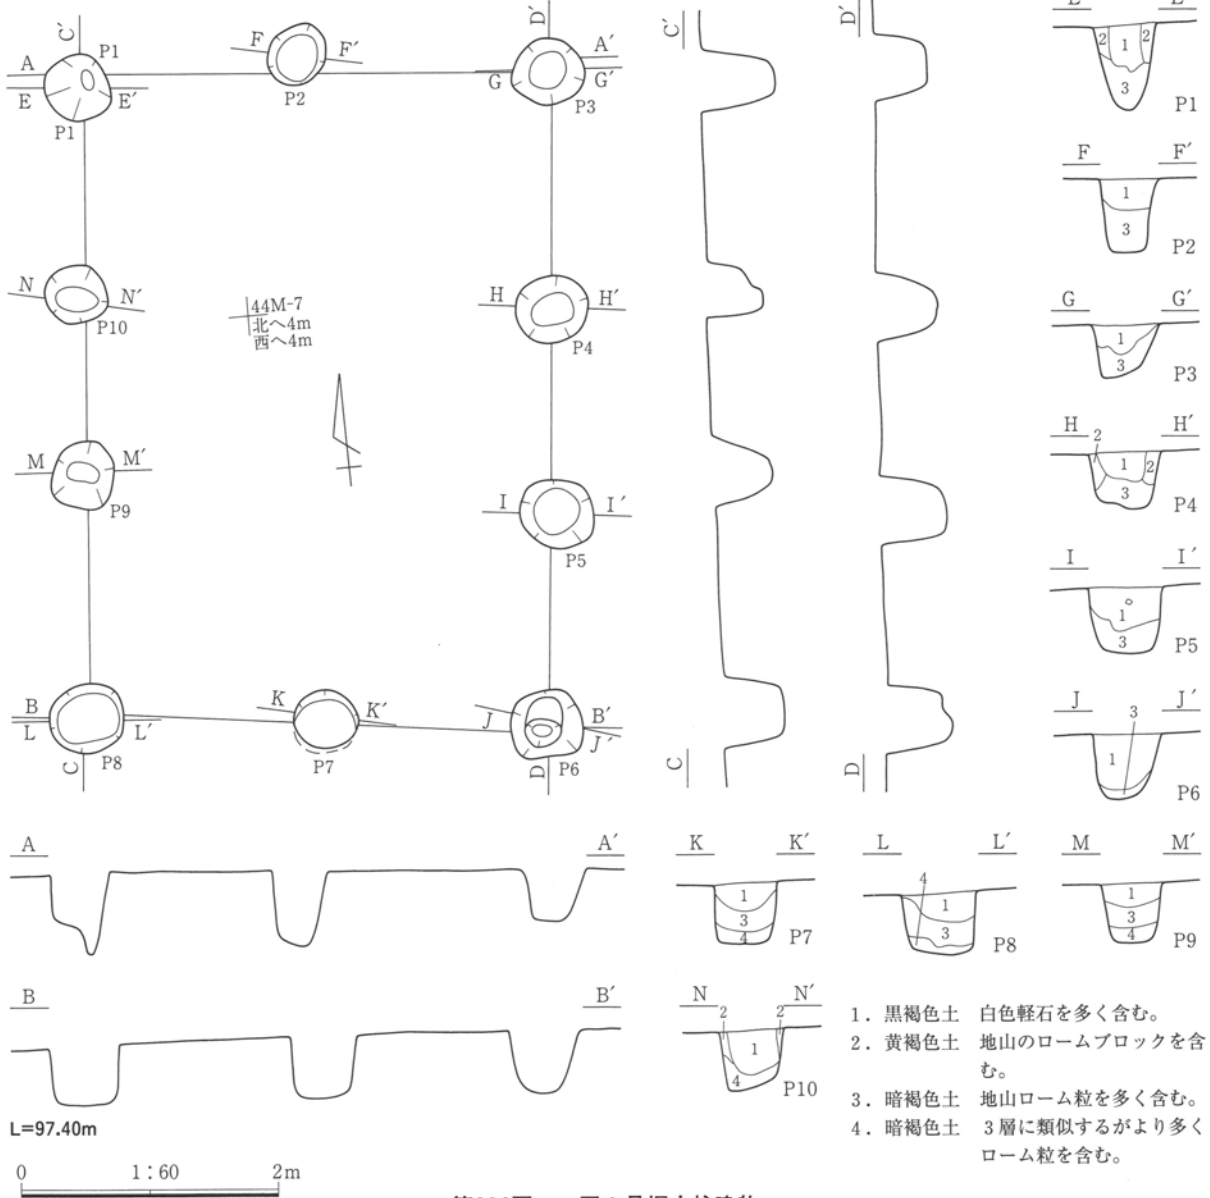 C′
D′
C′
D′
P1
F
F′
A′
A
G
G′
E
E′
P1
P2
P3
1
2
2
3
P1
F
F′
1
3
P2
N
N′
P10
44M-7
北へ4m
西へ4m
H
H′
P4
G
G′
1
3
P3
H
H′
2
1
2
3
P4
M
M′
P9
I
I′
P5
I
I′
1
3
P5
B
L
L′
P8
C
K
K′
P7
J
B′
J′
P6
D
C
D
J
J′
3
1
P6
A
A′
K
K′
1
3
4
P7
L
L′
4
1
3
P8
M
M′
1
3
4
P9
B
B′
N
N′
2
2
1
4
P10
1．黒褐色土　白色軽石を多く含む。
2．黄褐色土　地山のロームブロックを含
む。
3．暗褐色土　地山ローム粒を多く含む。
4．暗褐色土　3層に類似するがより多く
ローム粒を含む。
L=97.40m
0　1:60　2m